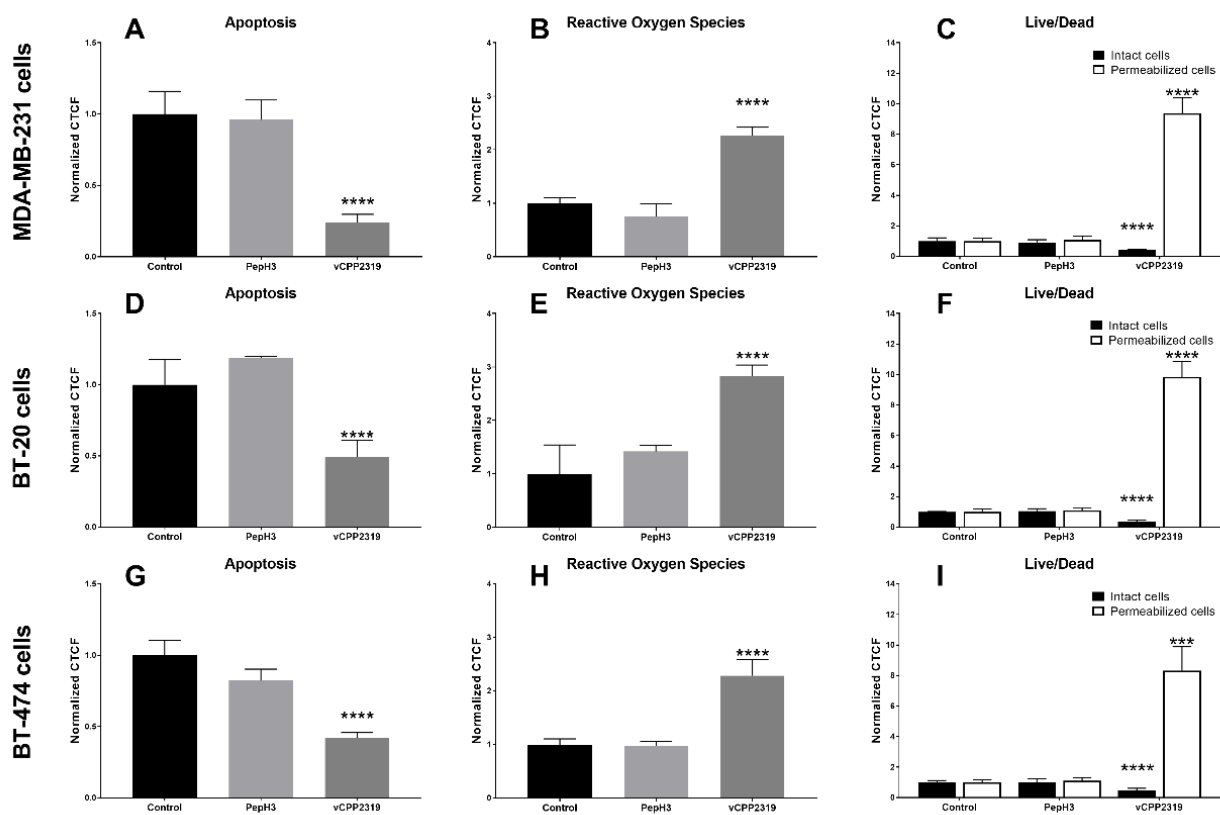 MDA-MB-231 cells
A
Apoptosis
Normalized CTCF
1.5
1.0
0.5
0.0
****
Control
PepH3
vCPP2319
B
Reactive Oxygen Species
Normalized CTCF
4
3
2
1
0
****
Control
PepH3
vCPP2319
C
Live/Dead
Intact cells
Permeabilized cells
Normalized CTCF
14
12
10
8
6
4
2
0
****
****
Control
PepH3
vCPP2319
BT-20 cells
D
Apoptosis
Normalized CTCF
1.5
1.0
0.5
0.0
****
Control
PepH3
vCPP2319
E
Reactive Oxygen Species
Normalized CTCF
4
3
2
1
0
****
Control
PepH3
vCPP2319
F
Live/Dead
Intact cells
Permeabilized cells
Normalized CTCF
14
12
10
8
6
4
2
0
****
****
Control
PepH3
vCPP2319
BT-474 cells
G
Apoptosis
Normalized CTCF
1.5
1.0
0.5
0.0
****
Control
PepH3
vCPP2319
H
Reactive Oxygen Species
Normalized CTCF
4
3
2
1
0
****
Control
PepH3
vCPP2319
I
Live/Dead
Intact cells
Permeabilized cells
Normalized CTCF
14
12
10
8
6
4
2
0
****
***
Control
PepH3
vCPP2319